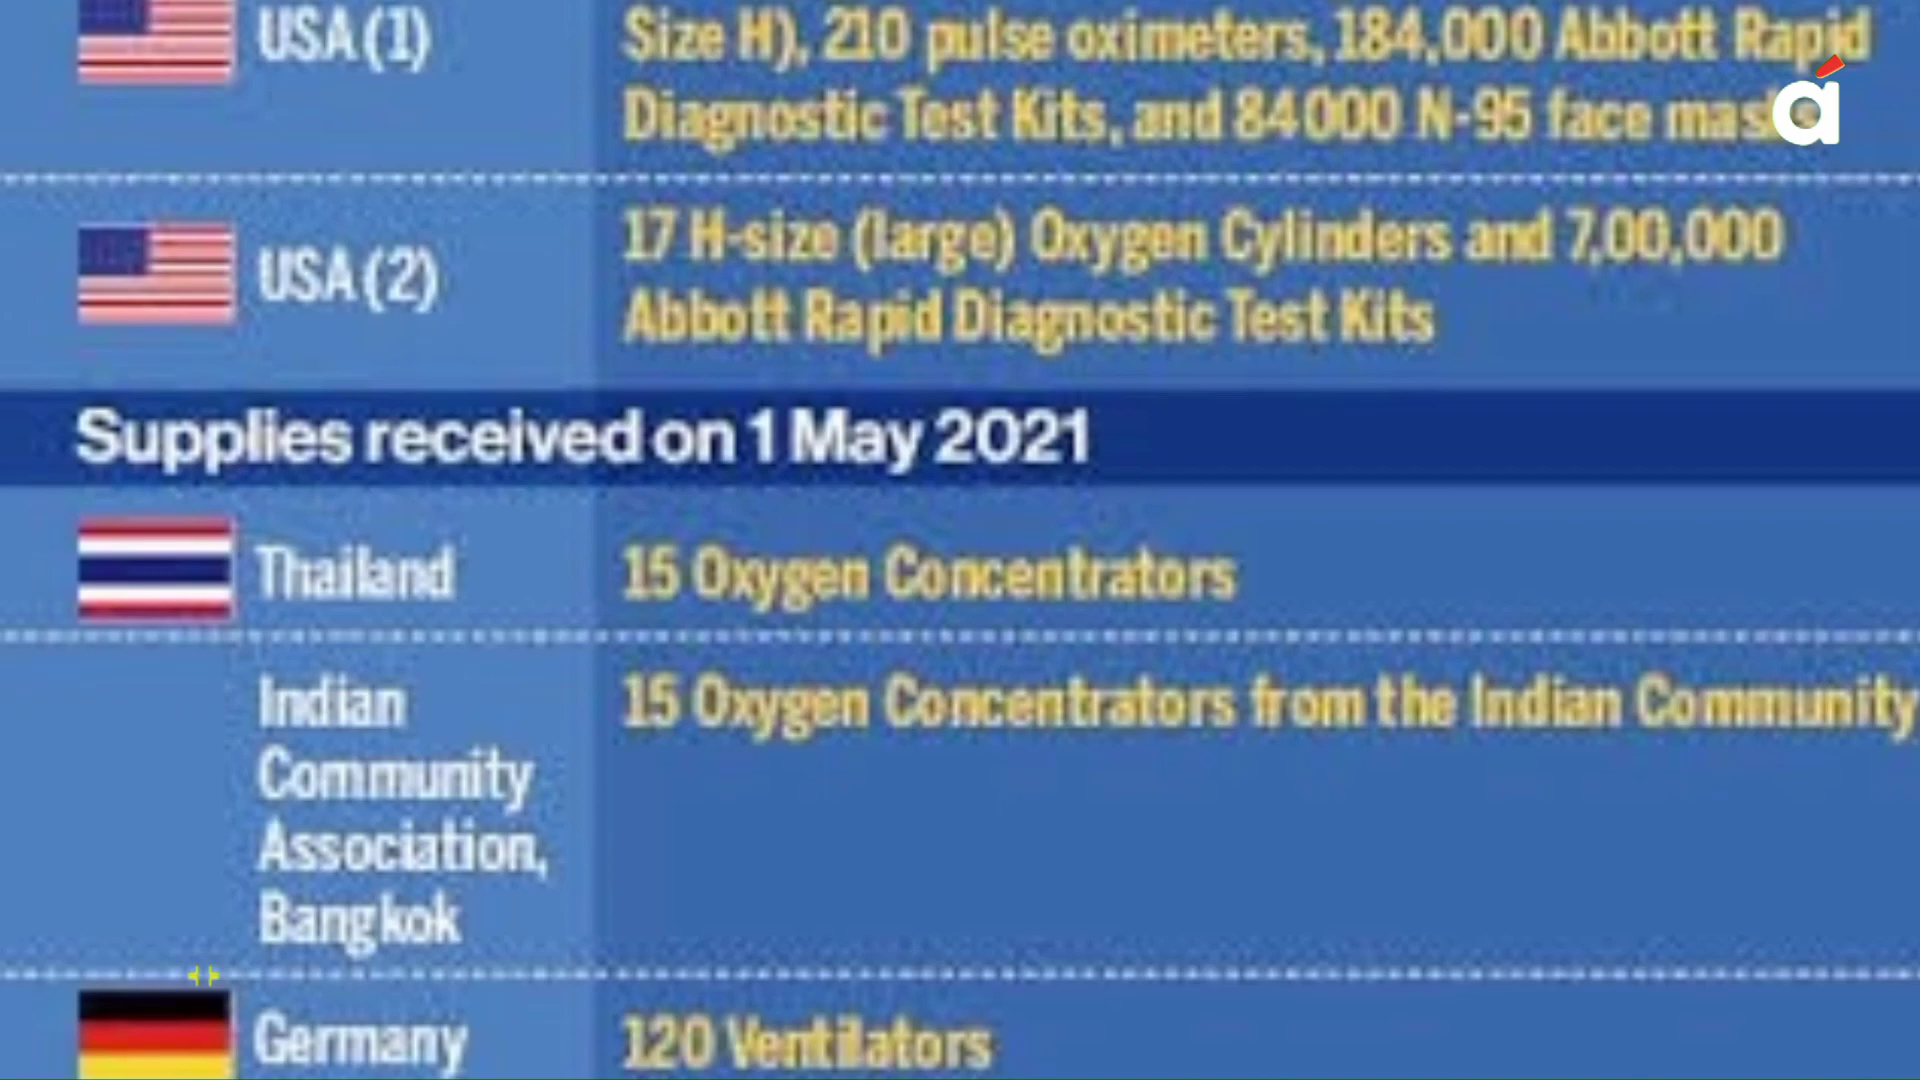 USA (1)
Size H), 210 pulse oximeters, 184,000 Abbott Rapid
Diagnostic Test Kits, and 84000 N-95 face
á
USA (2)
17 H-size (large) Oxygen Cylinders and 7,00,000
Abbott Rapid Diagnostic Test Kits
Supplies received on 1 May 2021
Thailand
15 Oxygen Concentrators
Indian
Community
Association,
Bangkok
15 Oxygen Concentrators from the Indian Community
Germany
120 Ventilators